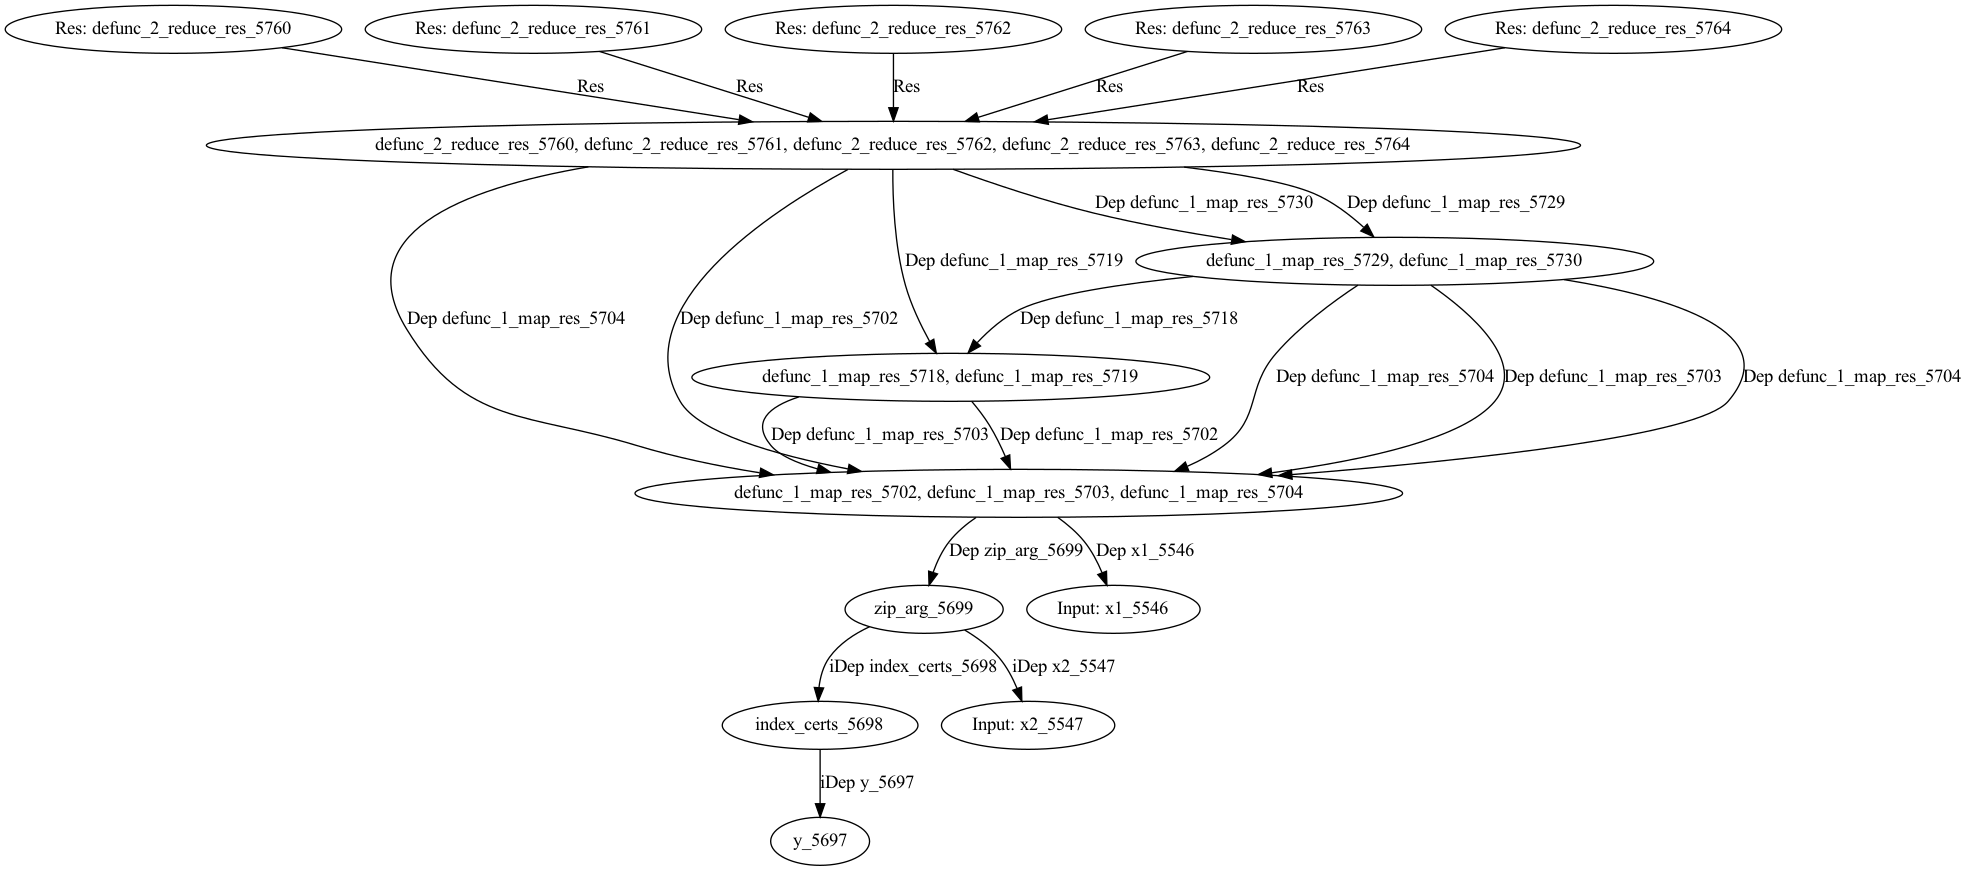 Res: defunc_2_reduce_res_5760
Res: defunc_2_reduce_res_5761
Res: defunc_2_reduce_res_5762
Res: defunc_2_reduce_res_5763
Res: defunc_2_reduce_res_5764
Res
Res
Res
Res
Res
defunc_2_reduce_res_5760, defunc_2_reduce_res_5761, defunc_2_reduce_res_5762, defunc_2_reduce_res_5763, defunc_2_reduce_res_5764
Dep defunc_1_map_res_5730
Dep defunc_1_map_res_5729
Dep defunc_1_map_res_5719
defunc_1_map_res_5729, defunc_1_map_res_5730
Dep defunc_1_map_res_5704
Dep defunc_1_map_res_5702
Dep defunc_1_map_res_5718
defunc_1_map_res_5718, defunc_1_map_res_5719
Dep defunc_1_map_res_5704
Dep defunc_1_map_res_5703
Dep defunc_1_map_res_5704
Dep defunc_1_map_res_5703
Dep defunc_1_map_res_5702
defunc_1_map_res_5702, defunc_1_map_res_5703, defunc_1_map_res_5704
Dep zip_arg_5699
Dep x1_5546
zip_arg_5699
Input: x1_5546
iDep index_certs_5698
iDep x2_5547
index_certs_5698
Input: x2_5547
iDep y_5697
y_5697